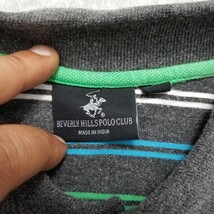 BEVERLY HILLS POLO CLUB
MADE IN INDIA